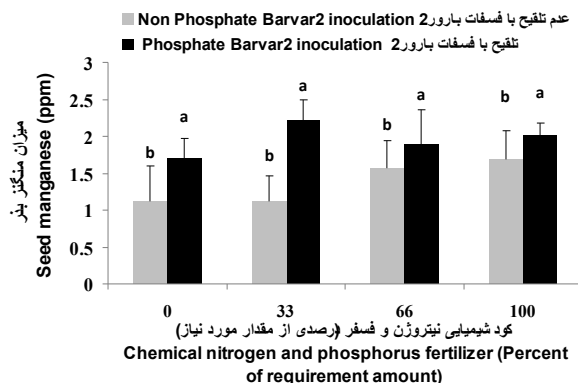 Non Phosphate Barvar2 inoculation عدم تلقیح با فسفات بارور2
Phosphate Barvar2 inoculation تلقیح با فسفات بارور2
میزان منگنز بذر
Seed manganese (ppm)
3
2.5
2
1.5
1
0.5
0
b a b a b a b a
0 33 66 100
کود شیمیایی نیتروژن و فسفر (درصدی از مقدار مورد نیاز)
Chemical nitrogen and phosphorus fertilizer (Percent
of requirement amount)